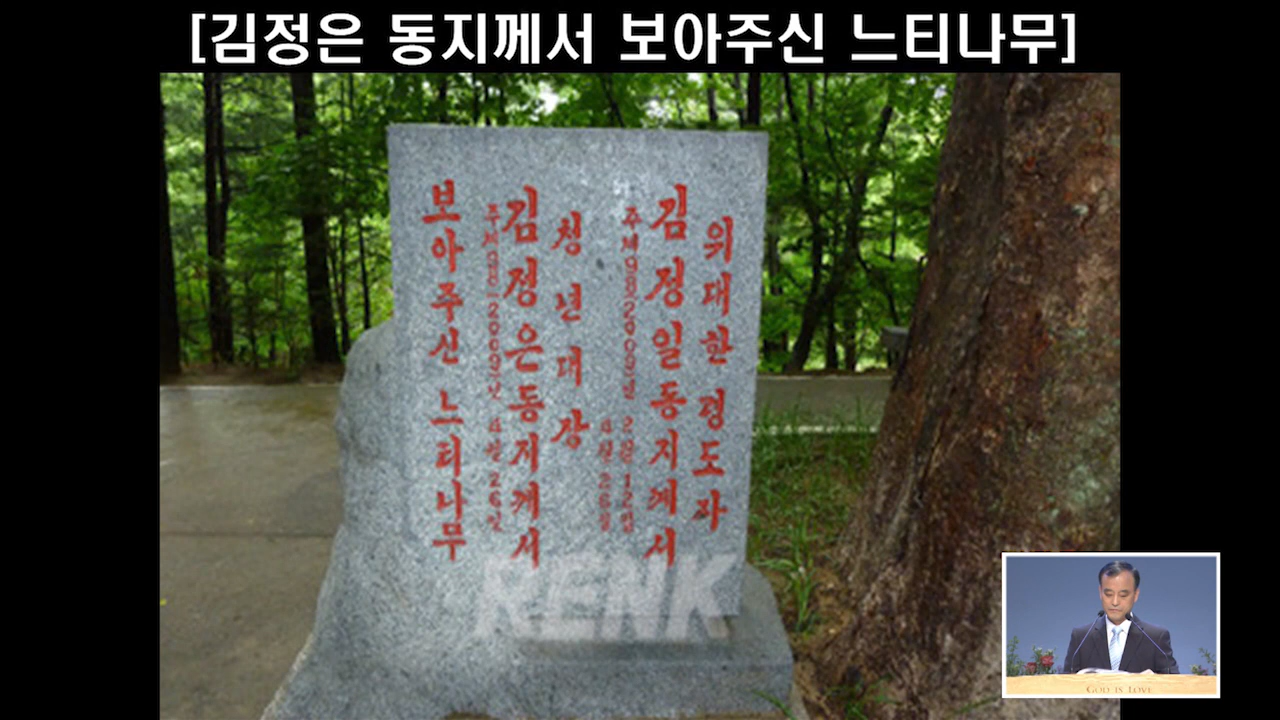 [김정은 동지께서 보아주신 느티나무]
위대한 령도자
김정일동지께서
주체98(2009)년 2월 12일
4월 26일
청년대장
김정은동지께서
주체98(2009)년 4월 26일
보아주신 느티나무
RENK
GOD IS LOVE